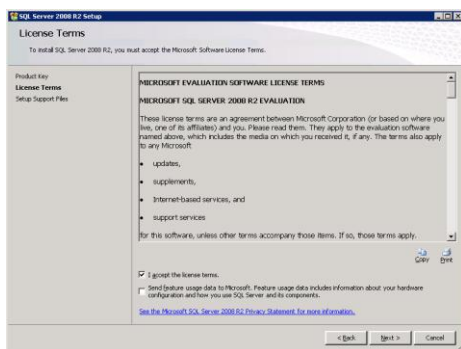 SQL Server 2008 R2 Setup
License Terms
To install SQL Server 2008 R2, you must accept the Microsoft Software License Terms.
Product Key
License Terms
Setup Support Files
MICROSOFT EVALUATION SOFTWARE LICENSE TERMS
MICROSOFT SQL SERVER 2008 R2 EVALUATION
These license terms are an agreement between Microsoft Corporation (or based on where you
live, one of its affiliates) and you. Please read them. They apply to the evaluation software
named above, which includes the media on which you received it, if any. The terms also apply
to any Microsoft
• updates,
• supplements,
• Internet-based services, and
• support services
for this software, unless other terms accompany those items. If so, those terms apply.
Copy Print
I accept the license terms.
Send feature usage data to Microsoft. Feature usage data includes information about your hardware
configuration and how you use SQL Server and its components.
See the Microsoft SQL Server 2008 R2 Privacy Statement for more information.
< Back Next > Cancel